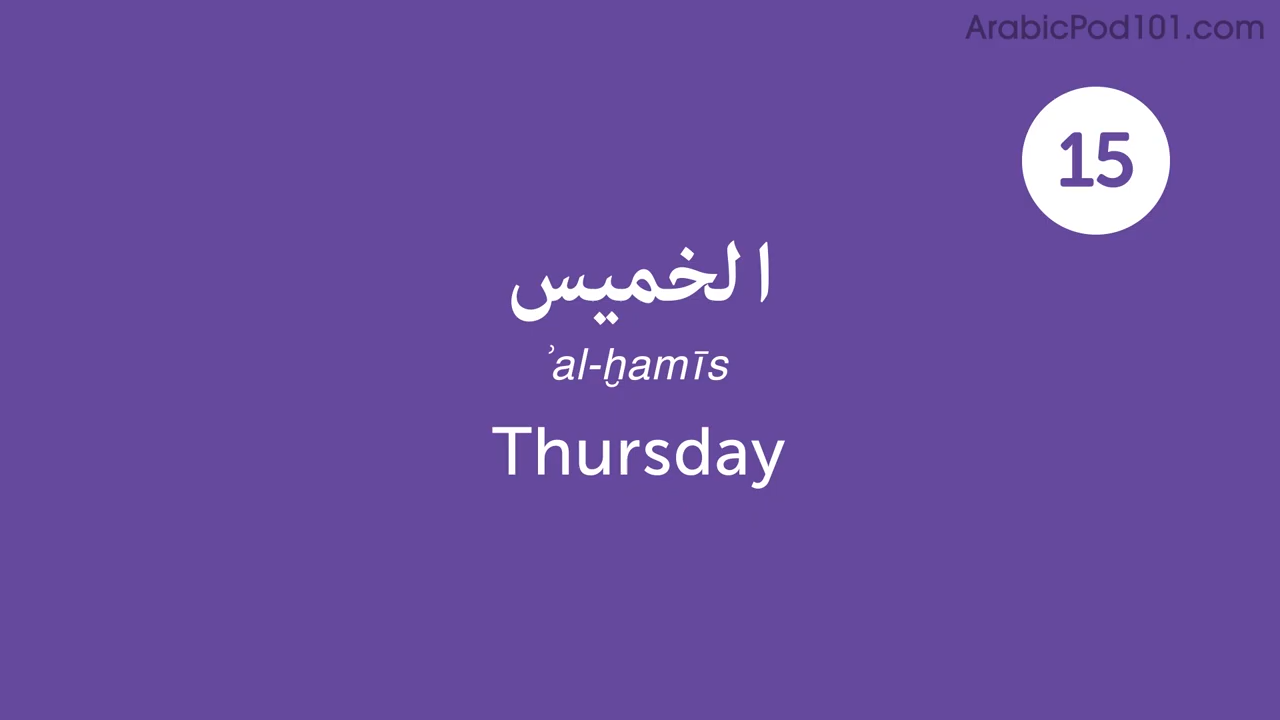 ArabicPod101.com
15
الخميس
ʾal-ḫamīs
Thursday